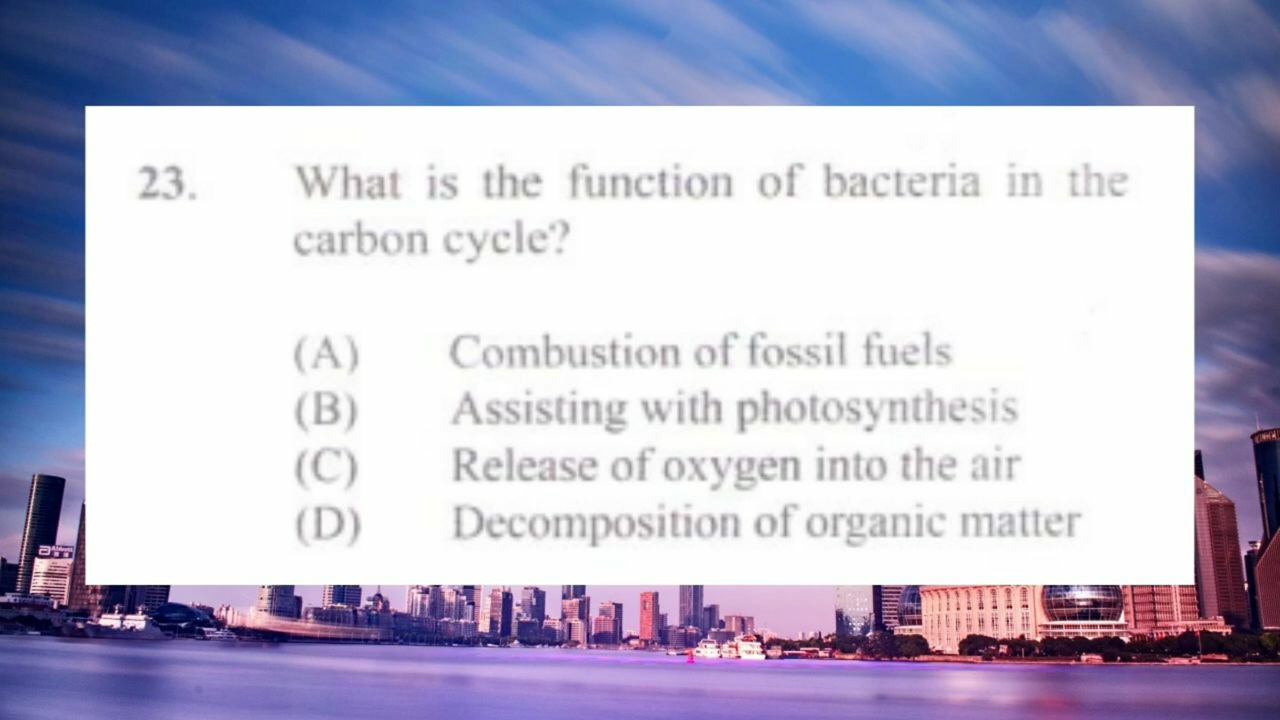 23. What is the function of bacteria in the
carbon cycle?
(A) Combustion of fossil fuels
(B) Assisting with photosynthesis
(C) Release of oxygen into the air
(D) Decomposition of organic matter